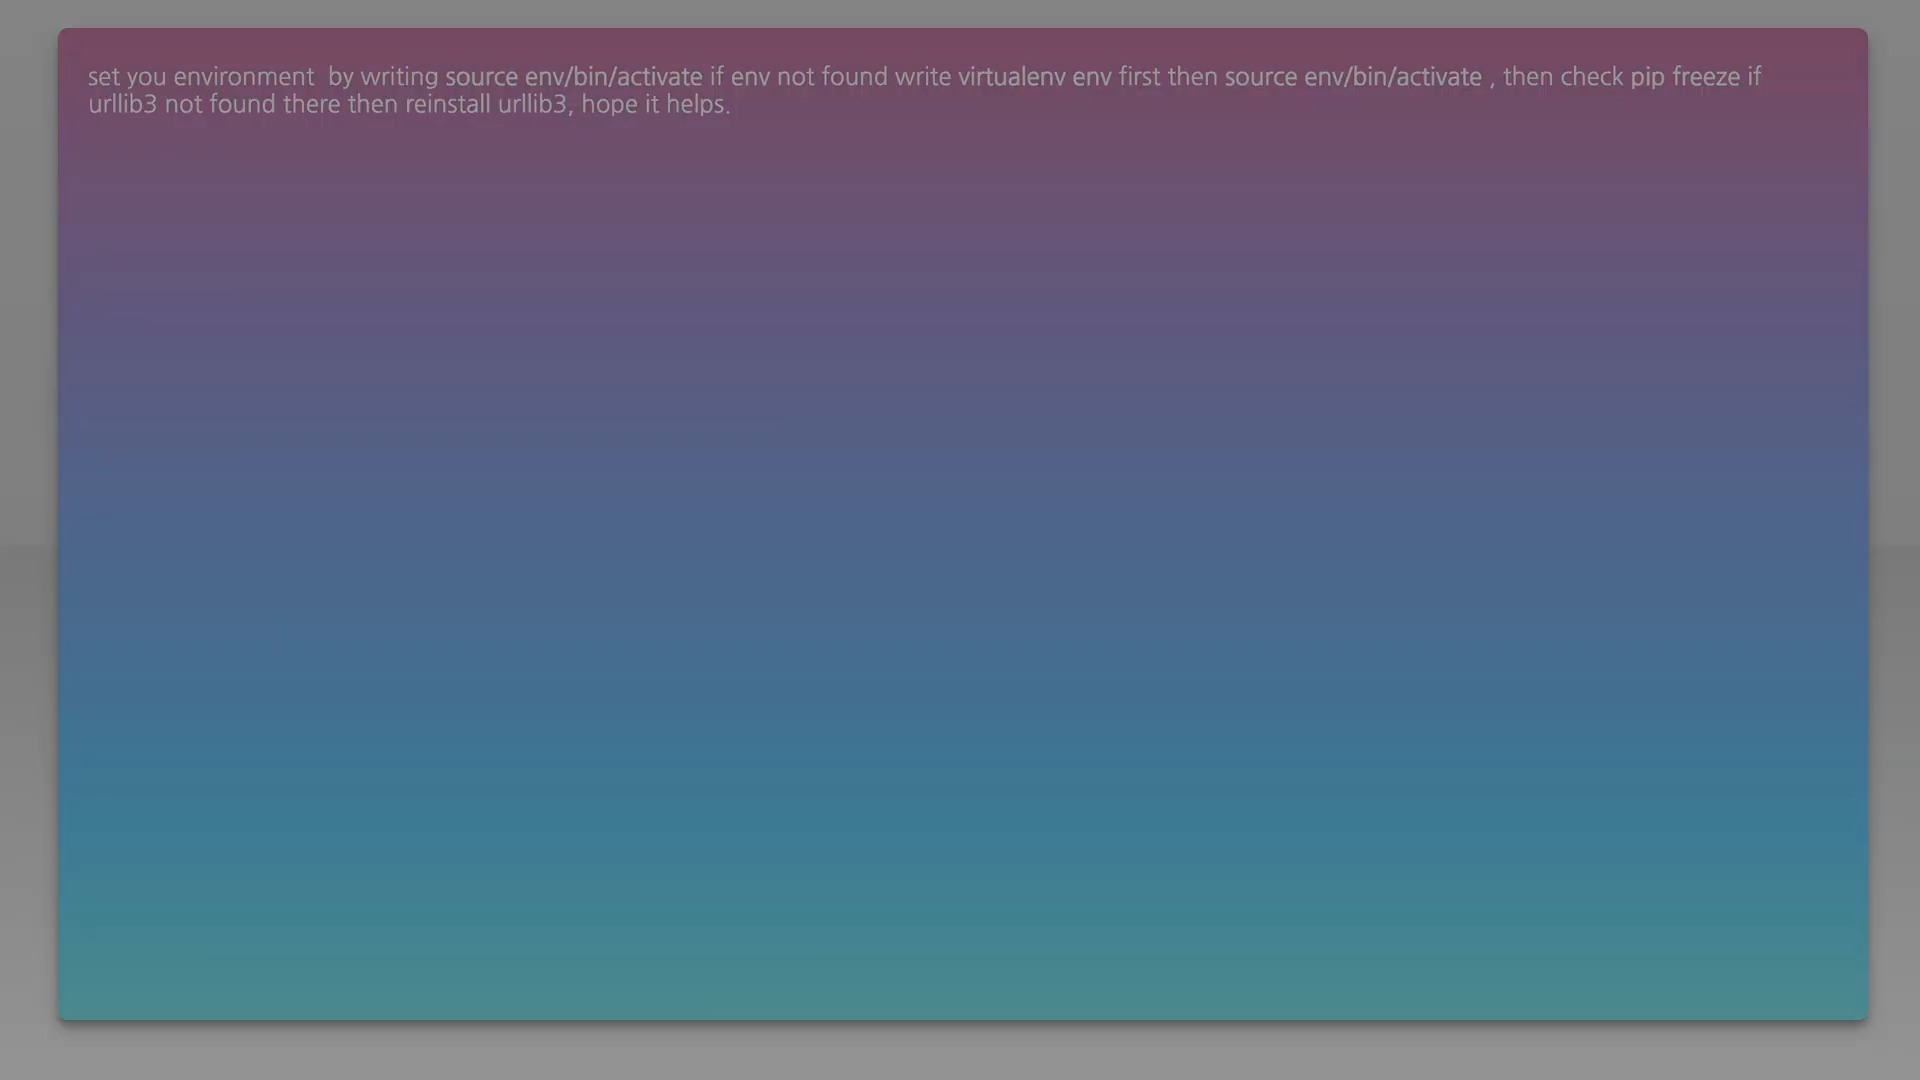 set you environment  by writing source env/bin/activate if env not found write virtualenv env first then source env/bin/activate , then check pip freeze if
urllib3 not found there then reinstall urllib3, hope it helps.